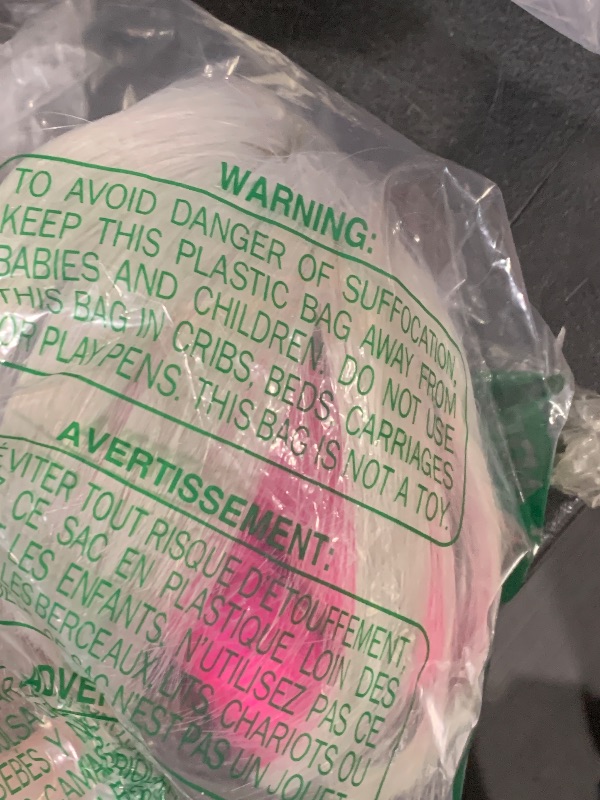 WARNING:
TO AVOID DANGER OF SUFFOCATION,
KEEP THIS PLASTIC BAG AWAY FROM
BABIES AND CHILDREN. DO NOT USE
THIS BAG IN CRIBS, BEDS, CARRIAGES
OR PLAYPENS. THIS BAG IS NOT A TOY.
AVERTISSEMENT:
ÉVITER TOUT RISQUE D'ÉTOUFFEMENT,
CE SAC EN PLASTIQUE LOIN DES
LES ENFANTS. N'UTILISEZ PAS CE
LES BERCEAUX, LITS, CHARIOTS OU
N'EST PAS UN JOUET.
ADVE
BEBES Y